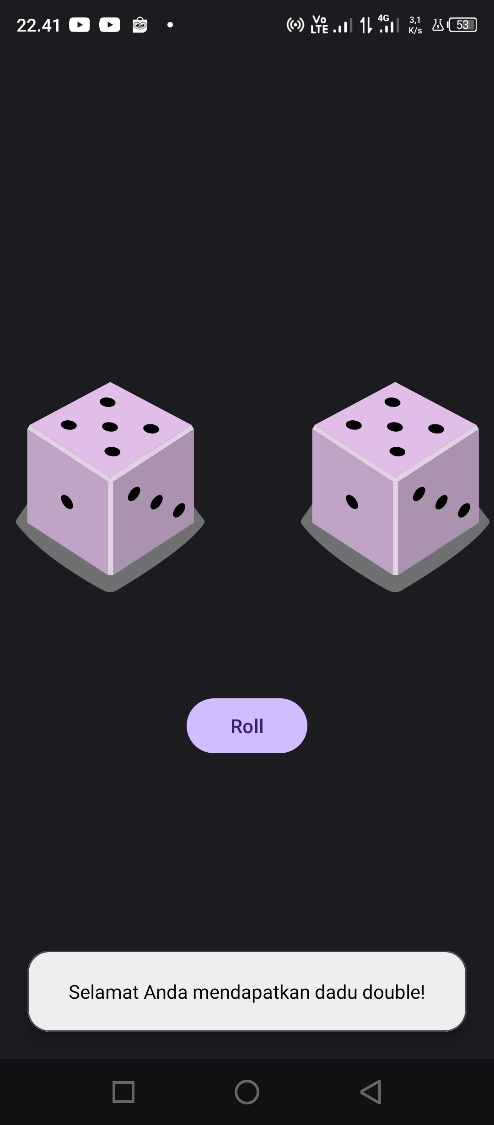 22.41
Vo
LTE
4G
3,1
K/s
53
Roll
Selamat Anda mendapatkan dadu double!